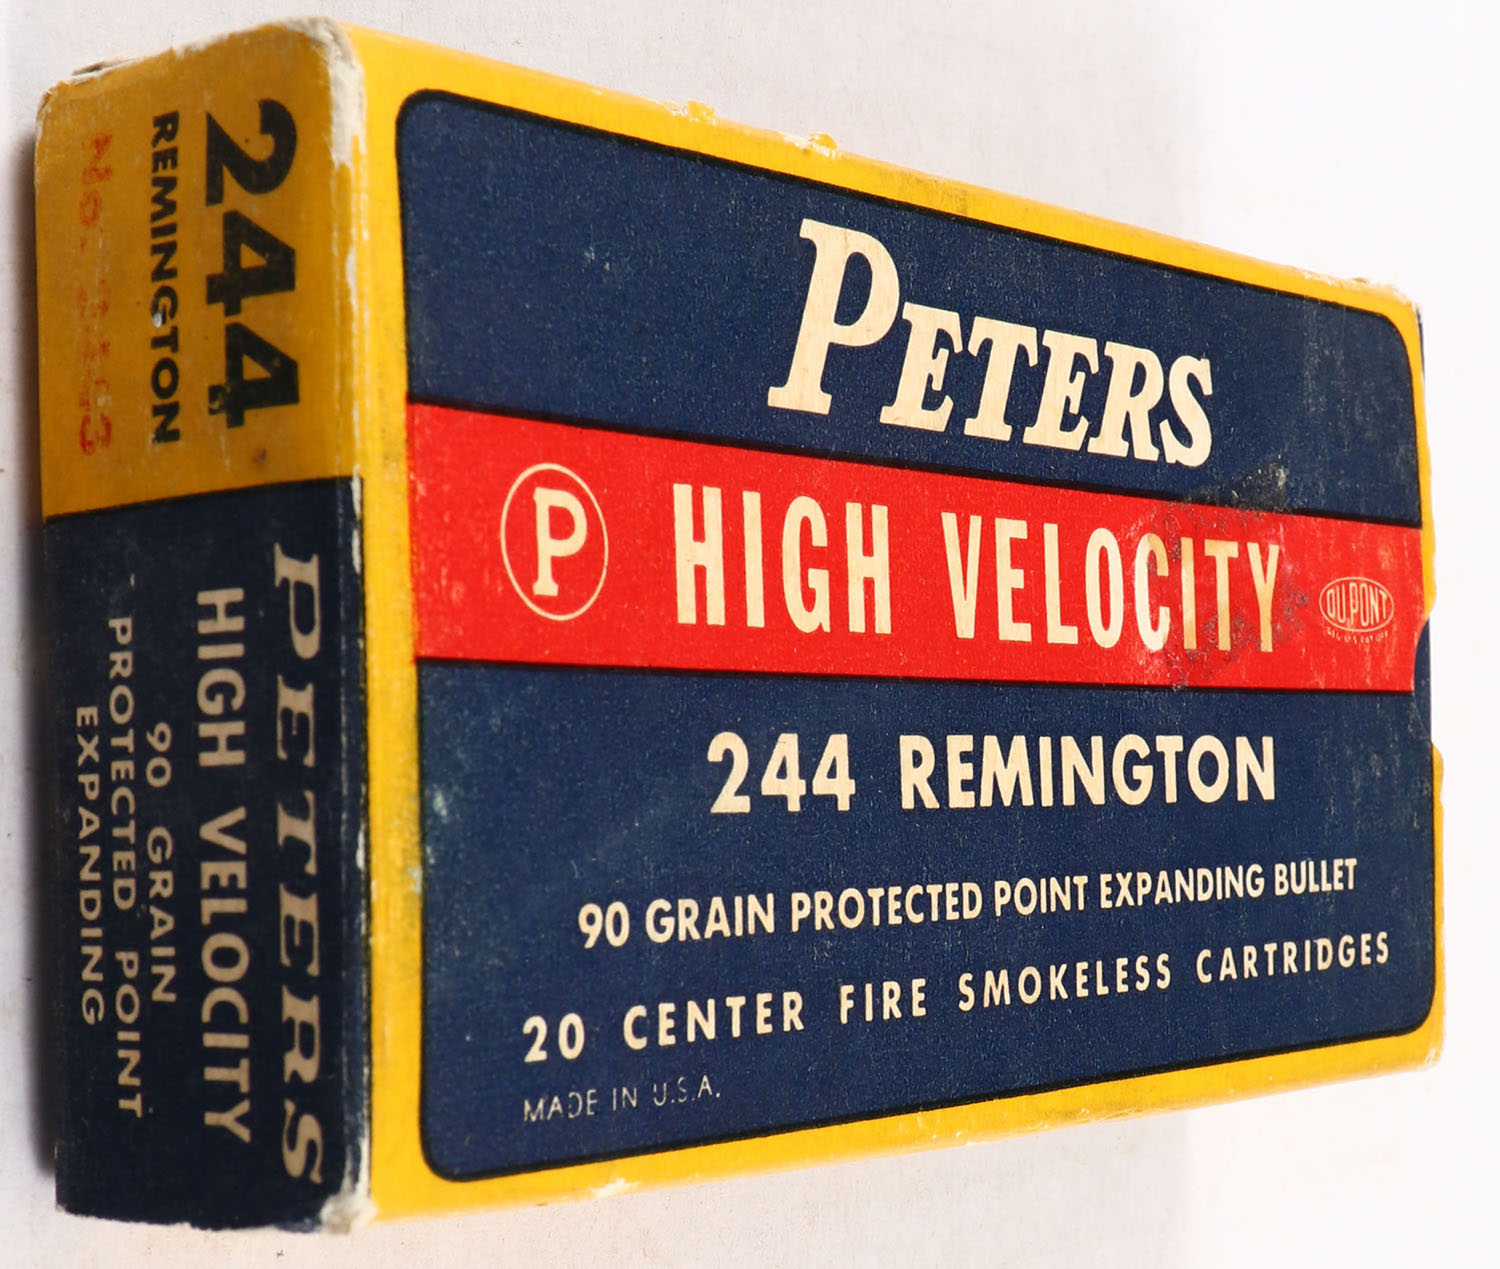 PETERS
P HIGH VELOCITY DU PONT
244 REMINGTON
90 GRAIN PROTECTED POINT EXPANDING BULLET
20 CENTER FIRE SMOKELESS CARTRIDGES
MADE IN U.S.A.
244
REMINGTON
No.
PETERS
HIGH VELOCITY
90 GRAIN
PROTECTED POINT
EXPANDING